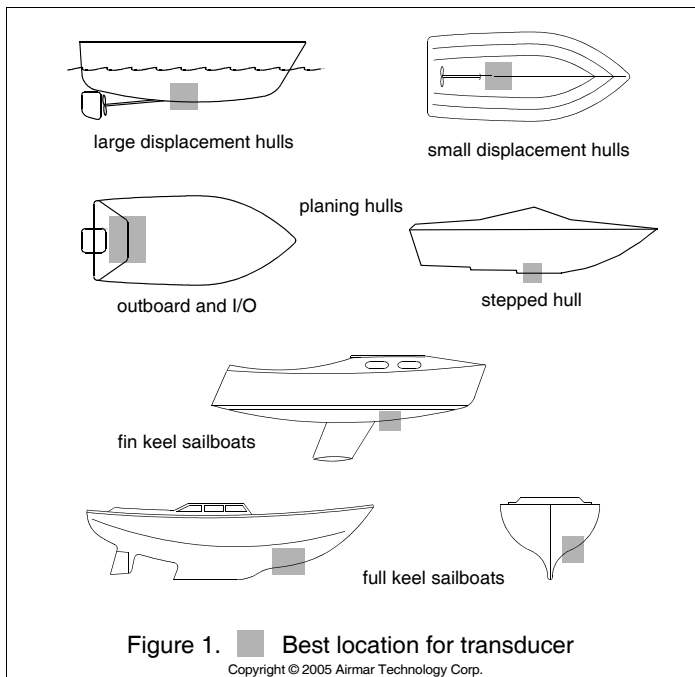 large displacement hulls
small displacement hulls
planing hulls
outboard and I/O
stepped hull
fin keel sailboats
full keel sailboats
Figure 1. Best location for transducer
Copyright © 2005 Airmar Technology Corp.